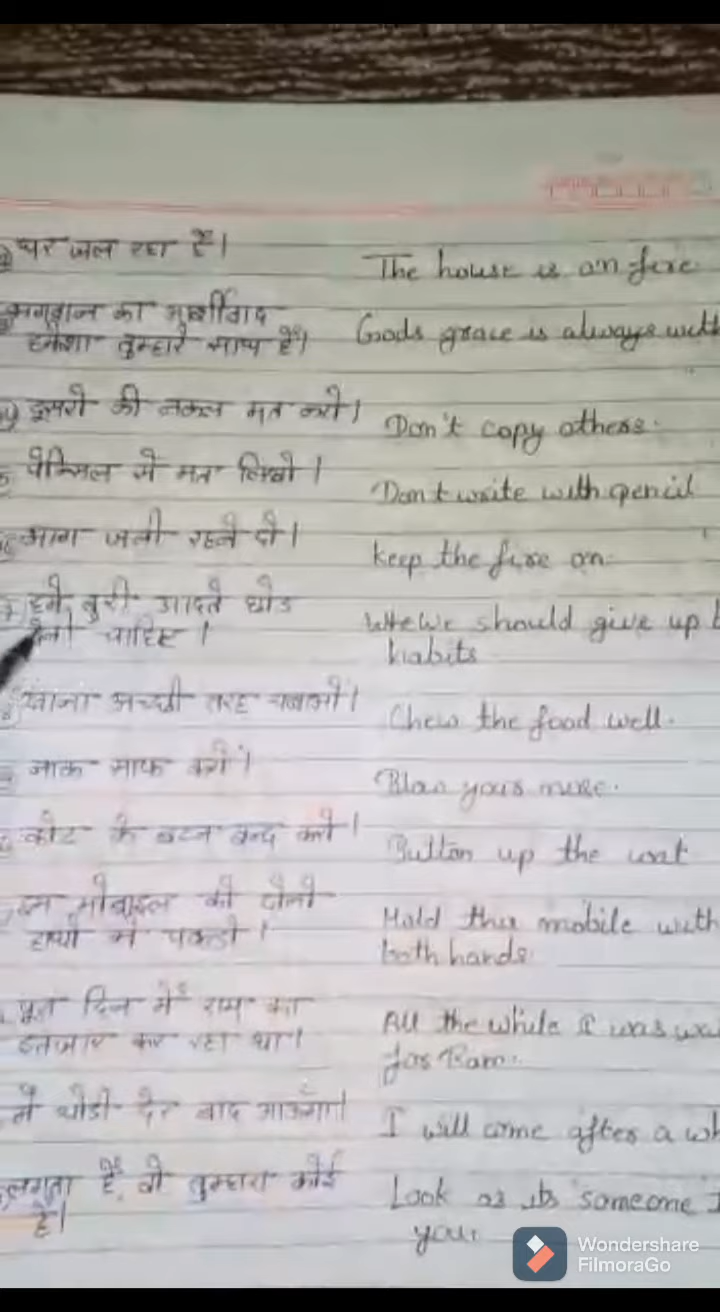 घर जल रहा हैं।
The house is on fire
भगवान का
हमेशा तुम्हारे साथ हैं।
Gods grace is always with
दूसरो की नकल मत करो।
Don't copy others.
पेन्सिल से मत लिखो।
Dont write with pencil
आग जली रहने दो।
keep the fire on
हमें बुरी आदते छोड
देनी चाहिए।
We should give up
habits
खाना अच्छी तरह चबाओ।
Chew the food well.
नाक साफ करो।
Blow your nose.
कोट के बटन बन्द करो।
Button up the coat
इस मोबाइल को दोनो
हाथो से पकडो।
Hold this mobile with
both hands
पूरा दिन मैं राम का
इंतजार कर रहा था।
All the while I was
for Ram.
मैं थोडी देर बाद आऊँगा।
I will come after a
लगता हैं, वो तुम्हारा कोई
है।
Look as its someone
your
Wondershare
FilmoraGo